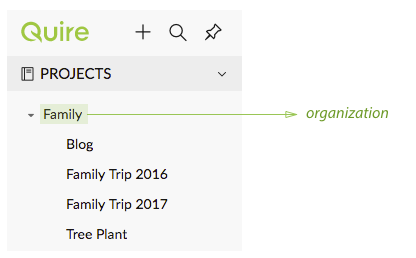 Quire
PROJECTS
Family
organization
Blog
Family Trip 2016
Family Trip 2017
Tree Plant